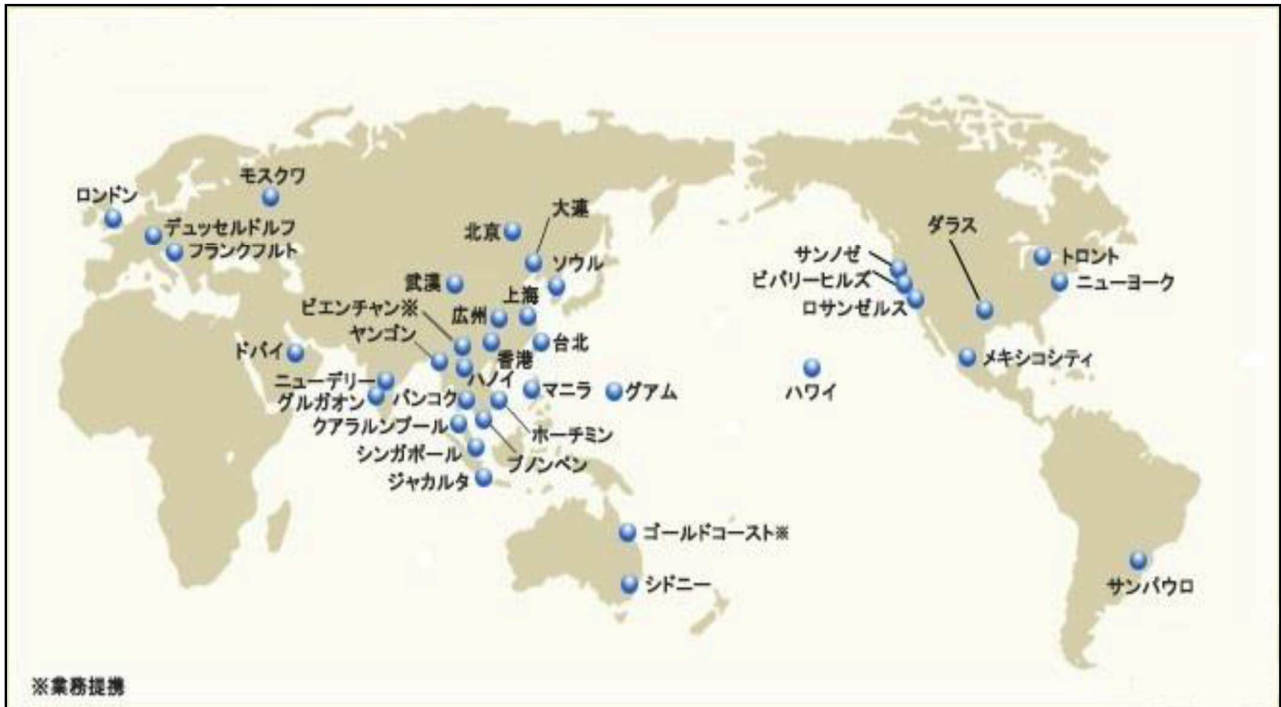 モスクワ
ロンドン
デュッセルドルフ
フランクフルト
北京
大連
ソウル
武漢
上海
ビエンチャン※
広州
ヤンゴン
台北
香港
ドバイ
ハノイ
ニューデリー
グルガオン
バンコク
マニラ
グアム
クアラルンプール
ホーチミン
シンガポール
プノンペン
ジャカルタ
ゴールドコースト※
シドニー
ダラス
サンノゼ
トロント
ビバリーヒルズ
ニューヨーク
ロサンゼルス
メキシコシティ
ハワイ
サンパウロ
※業務提携